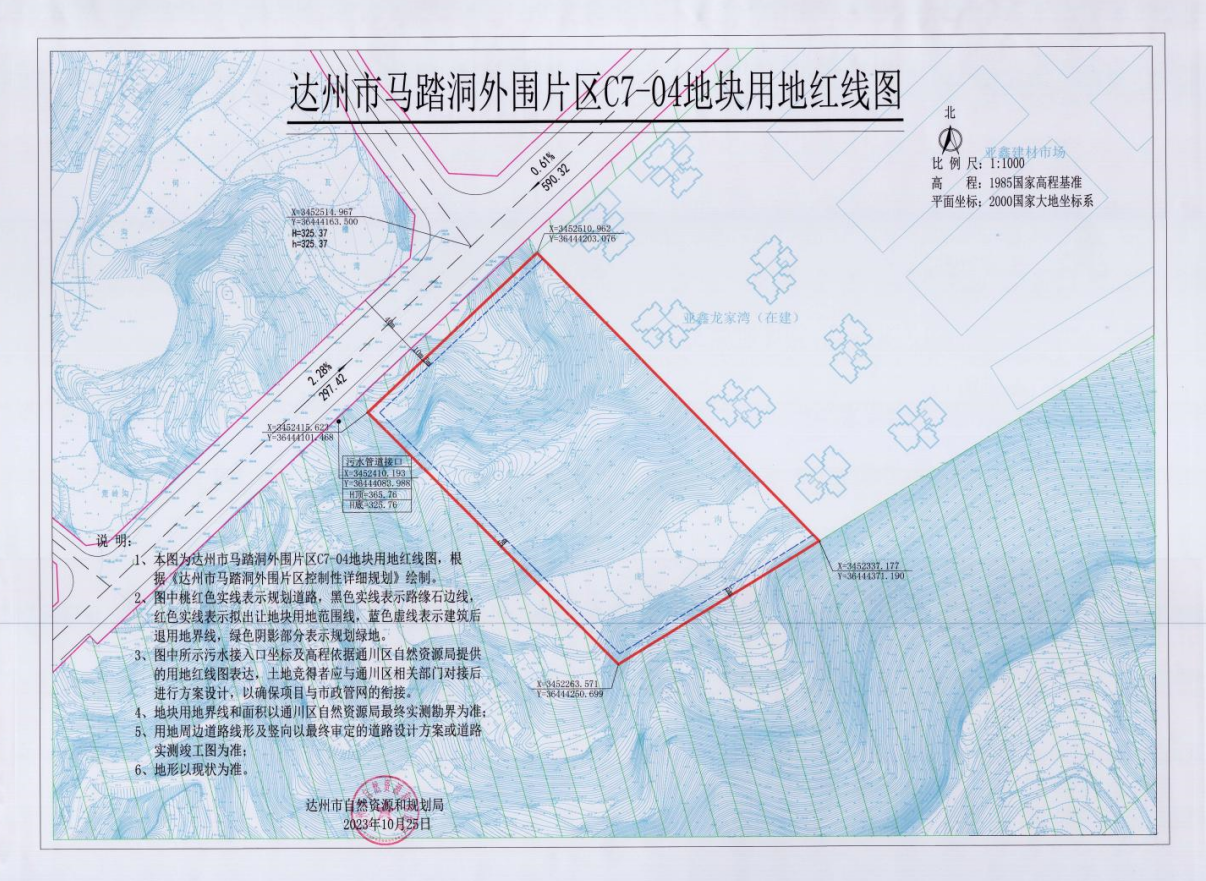 达州市马踏洞外围片区C7-04地块用地红线图
北
比 例 尺：1:1000
高 程：1985国家高程基准
平面坐标：2000国家大地坐标系
亚鑫建材市场
0.61%
590.32
X=3452514.967
Y=36444163.500
H=325.37
h=325.37
X=3452510.962
Y=36444203.076
亚鑫龙家湾（在建）
2.28%
297.42
X=3452415.623
Y=36444101.468
污水管道接口
X=3452410.193
Y=36444083.988
H顶=365.76
H底=325.76
X=3452337.177
Y=36444371.190
X=3452263.571
Y=36444250.699
说 明：
1、本图为达州市马踏洞外围片区C7-04地块用地红线图，根
据《达州市马踏洞外围片区控制性详细规划》绘制。
2、图中桃红色实线表示规划道路，黑色实线表示路缘石边线，
红色实线表示拟出让地块用地范围线，蓝色虚线表示建筑后
退用地界线，绿色阴影部分表示规划绿地。
3、图中所示污水接入口坐标及高程依据通川区自然资源局提供
的用地红线图表达，土地竞得者应与通川区相关部门对接后
进行方案设计，以确保项目与市政管网的衔接。
4、地块用地界线和面积以通川区自然资源局最终实测勘界为准；
5、用地周边道路线形及竖向以最终审定的道路设计方案或道路
实测竣工图为准；
6、地形以现状为准。
达州市自然资源和规划局
2023年10月25日